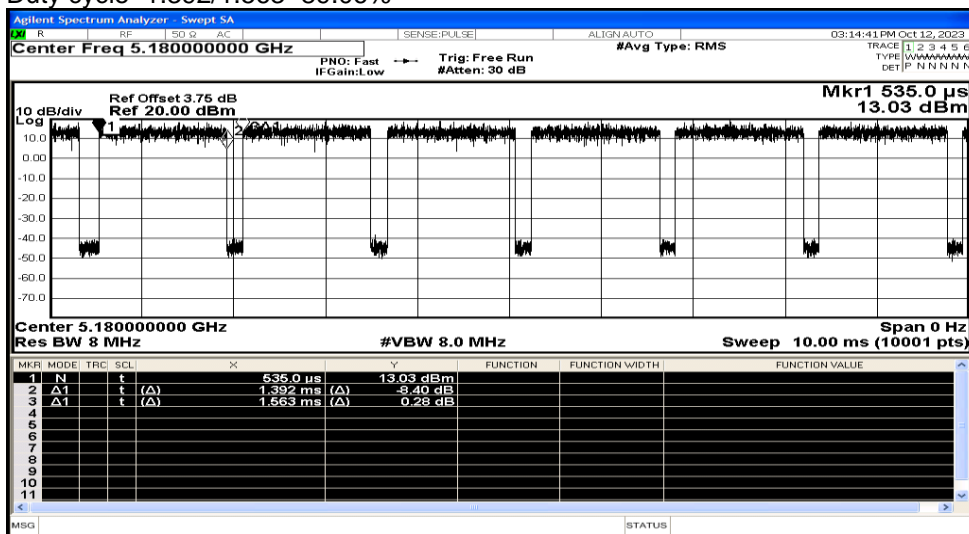 Agilent Spectrum Analyzer - Swept SA
LXI R RF 50 Ω AC SENSE:PULSE ALIGN AUTO 03:14:41 PM Oct 12, 2023
Center Freq 5.180000000 GHz #Avg Type: RMS TRACE 1 2 3 4 5 6
PNO: Fast Trig: Free Run TYPE
IFGain:Low #Atten: 30 dB DET P N N N N N
Mkr1 535.0 µs
Ref Offset 3.75 dB
10 dB/div Ref 20.00 dBm 13.03 dBm
Log
1 2 3Δ1
10.0
0.00
-10.0
-20.0
-30.0
-40.0
-50.0
-60.0
-70.0
Center 5.180000000 GHz Span 0 Hz
Res BW 8 MHz #VBW 8.0 MHz Sweep 10.00 ms (10001 pts)
MKR MODE TRC SCL X Y FUNCTION FUNCTION WIDTH FUNCTION VALUE
1 N t 535.0 µs 13.03 dBm
2 Δ1 t (Δ) 1.392 ms (Δ) -8.40 dB
3 Δ1 t (Δ) 1.563 ms (Δ) 0.28 dB
4
5
6
7
8
9
10
11
MSG STATUS